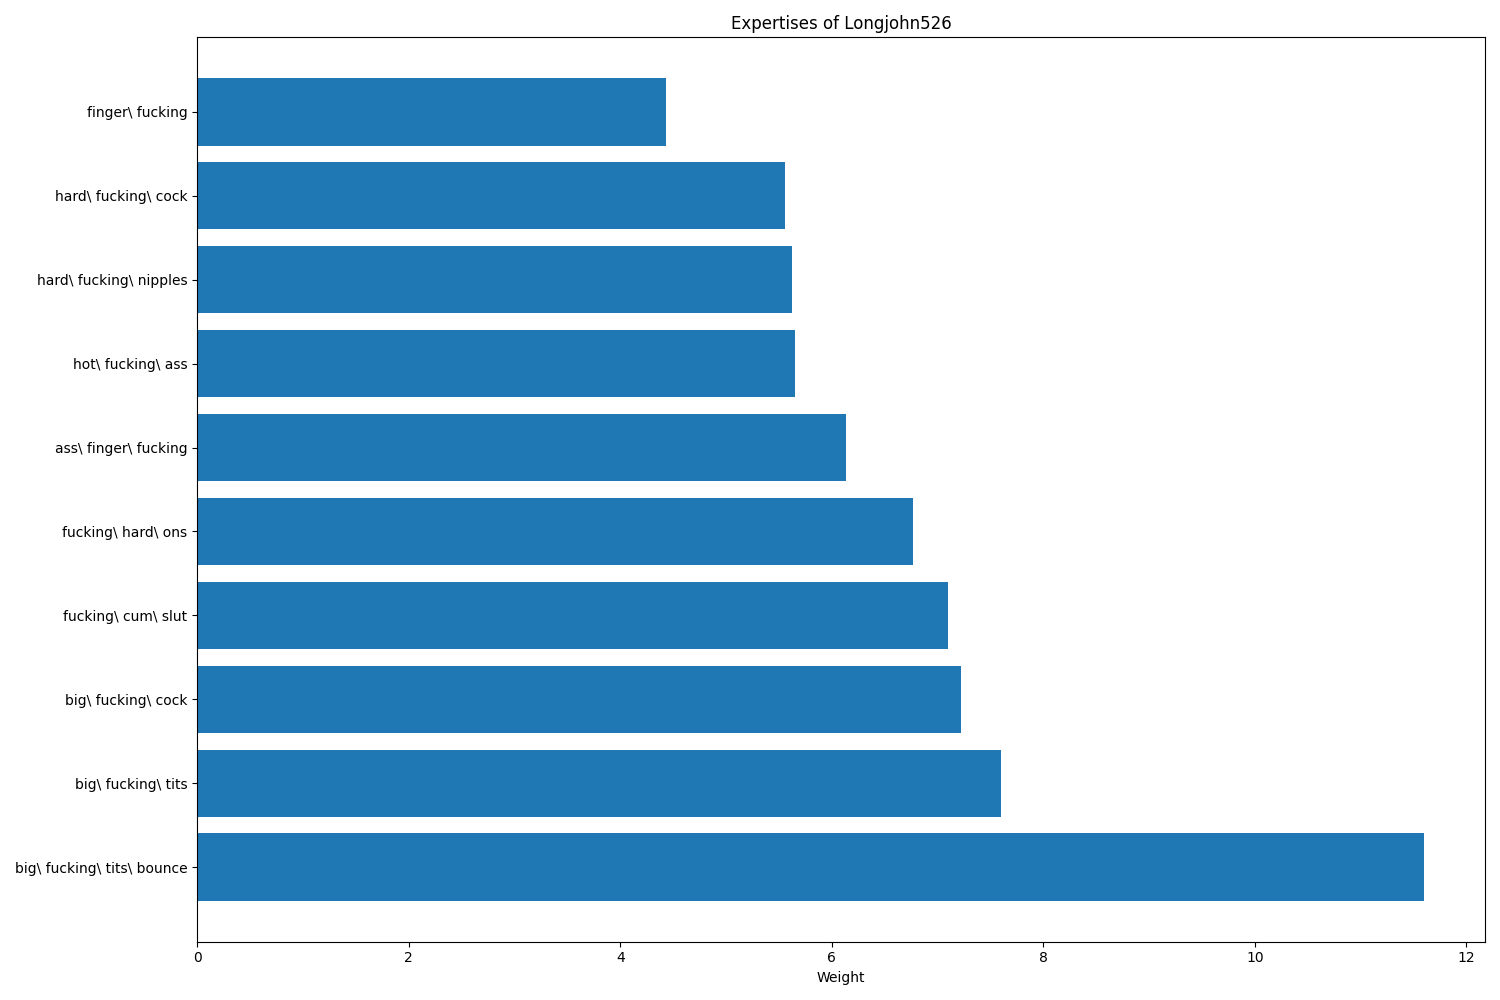 Expertises of Longjohn526
finger\ fucking
hard\ fucking\ cock
hard\ fucking\ nipples
hot\ fucking\ ass
ass\ finger\ fucking
fucking\ hard\ ons
fucking\ cum\ slut
big\ fucking\ cock
big\ fucking\ tits
big\ fucking\ tits\ bounce
0 2 4 6 8 10 12
Weight